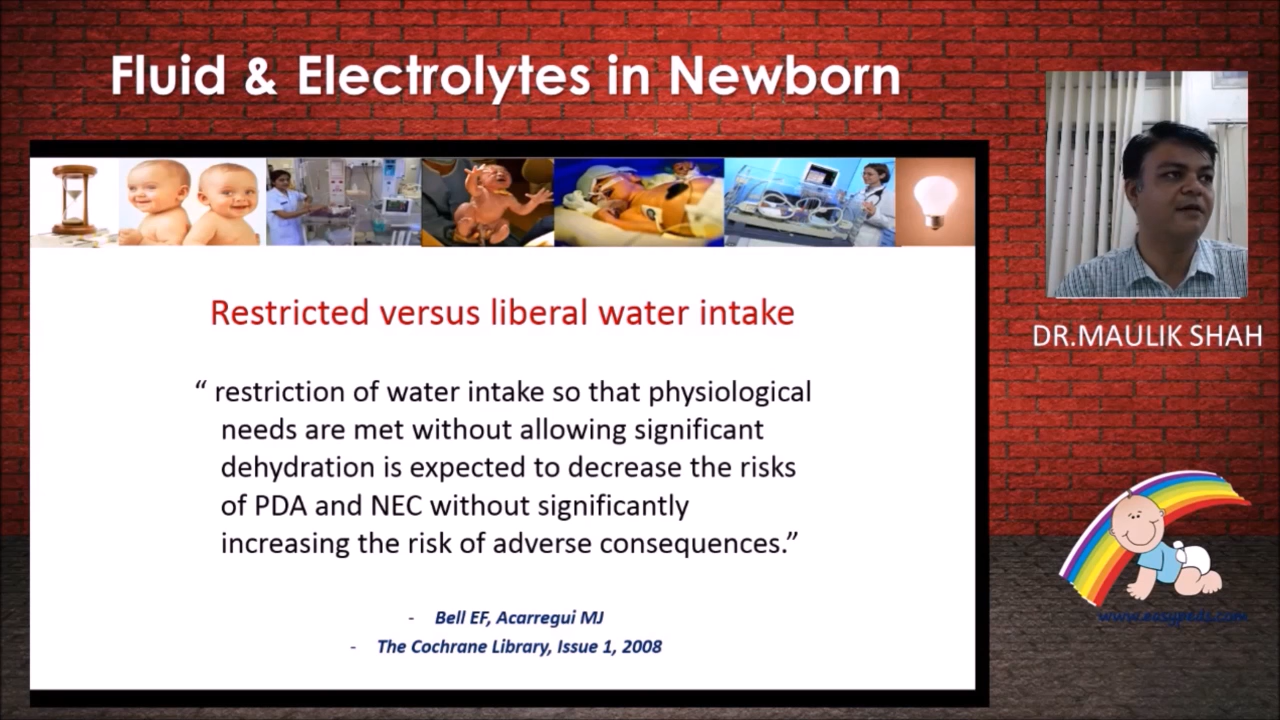 Fluid & Electrolytes in Newborn
Restricted versus liberal water intake
“ restriction of water intake so that physiological
needs are met without allowing significant
dehydration is expected to decrease the risks
of PDA and NEC without significantly
increasing the risk of adverse consequences.”
- Bell EF, Acarregui MJ
- The Cochrane Library, Issue 1, 2008
DR.MAULIK SHAH
www.easypeds.com